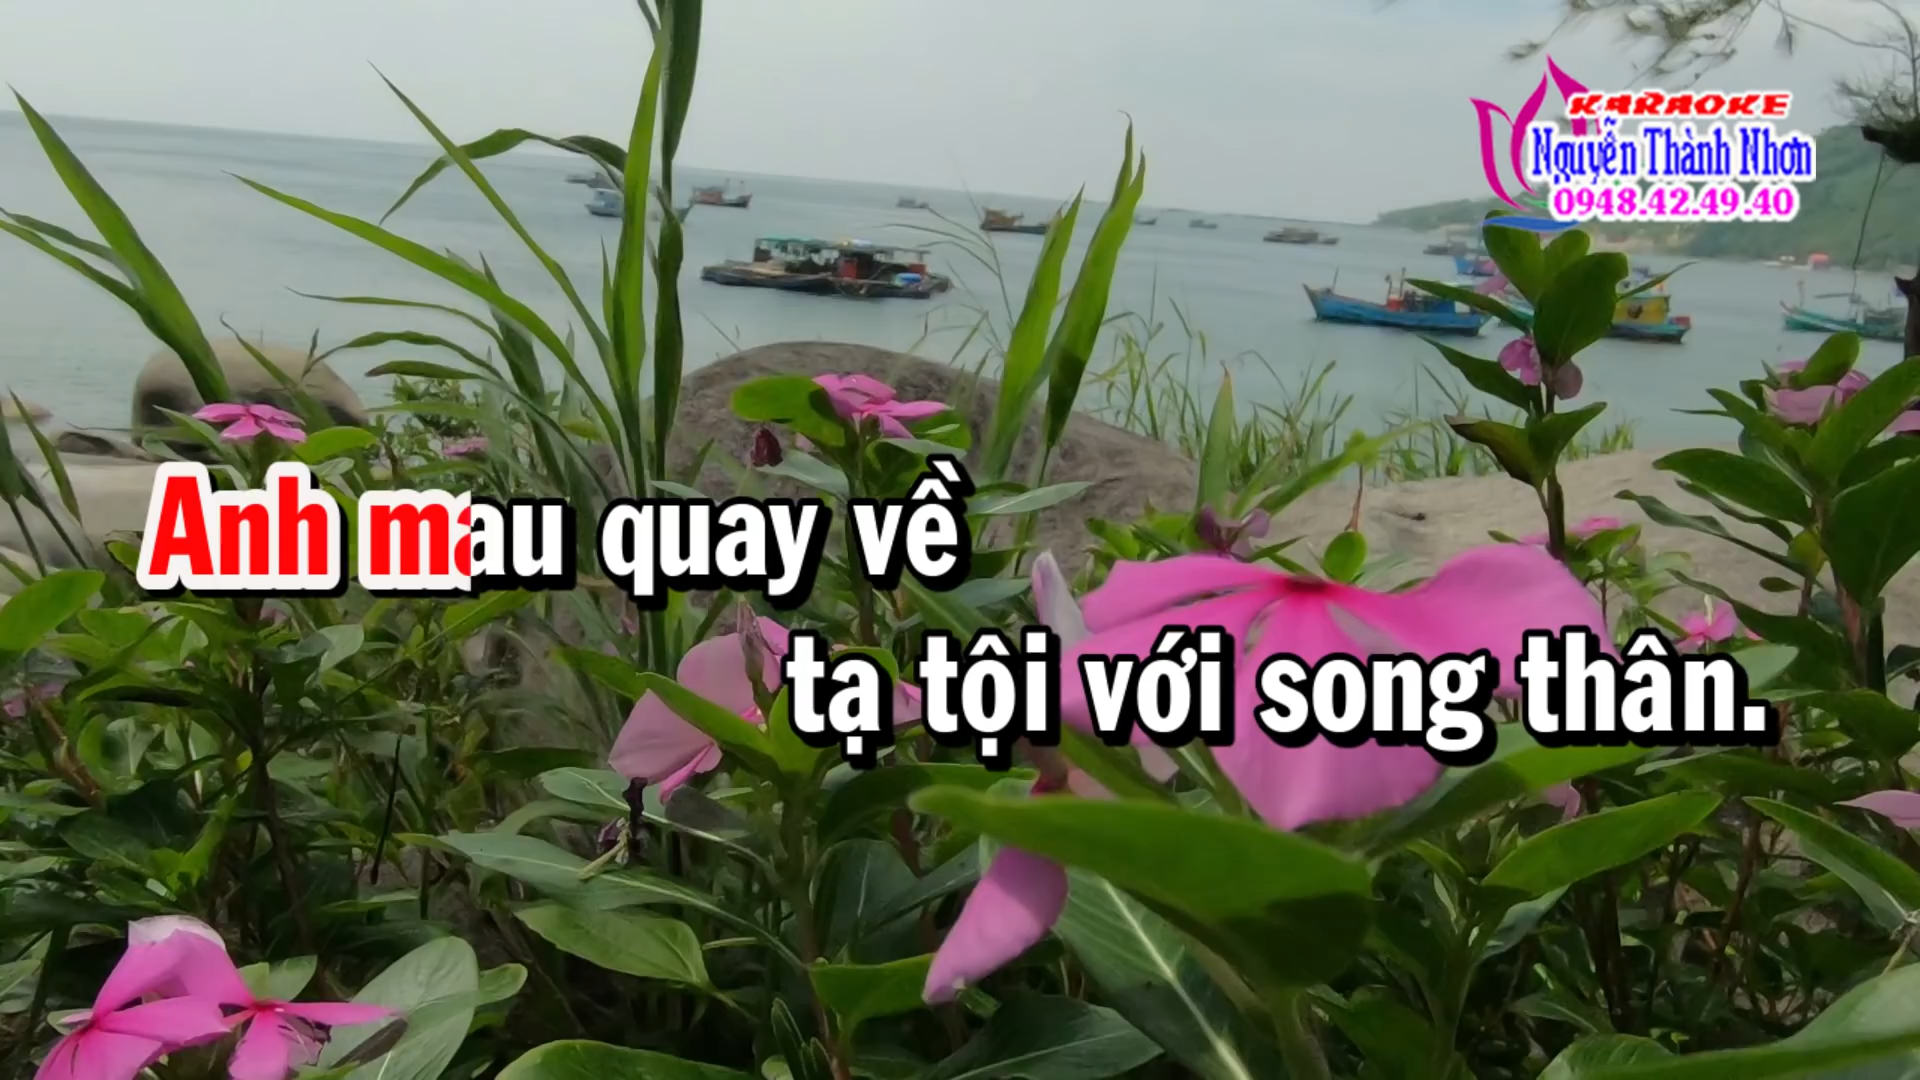 KARAOKE
Nguyễn Thành Nhơn
0948.42.49.40
Anh mau quay về
tạ tội với song thân.